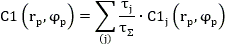 C1 (r_p, φ_p) = ∑_(j) τ_j/τ_Σ · C1_j (r_p, φ_p)